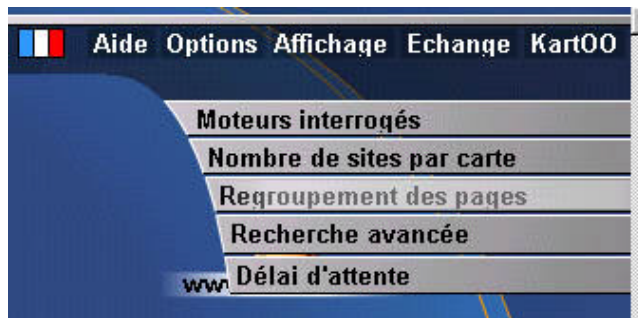 Aide Options Affichage Echange KartOO
Moteurs interrogés
Nombre de sites par carte
Regroupement des pages
Recherche avancée
Délai d'attente
www